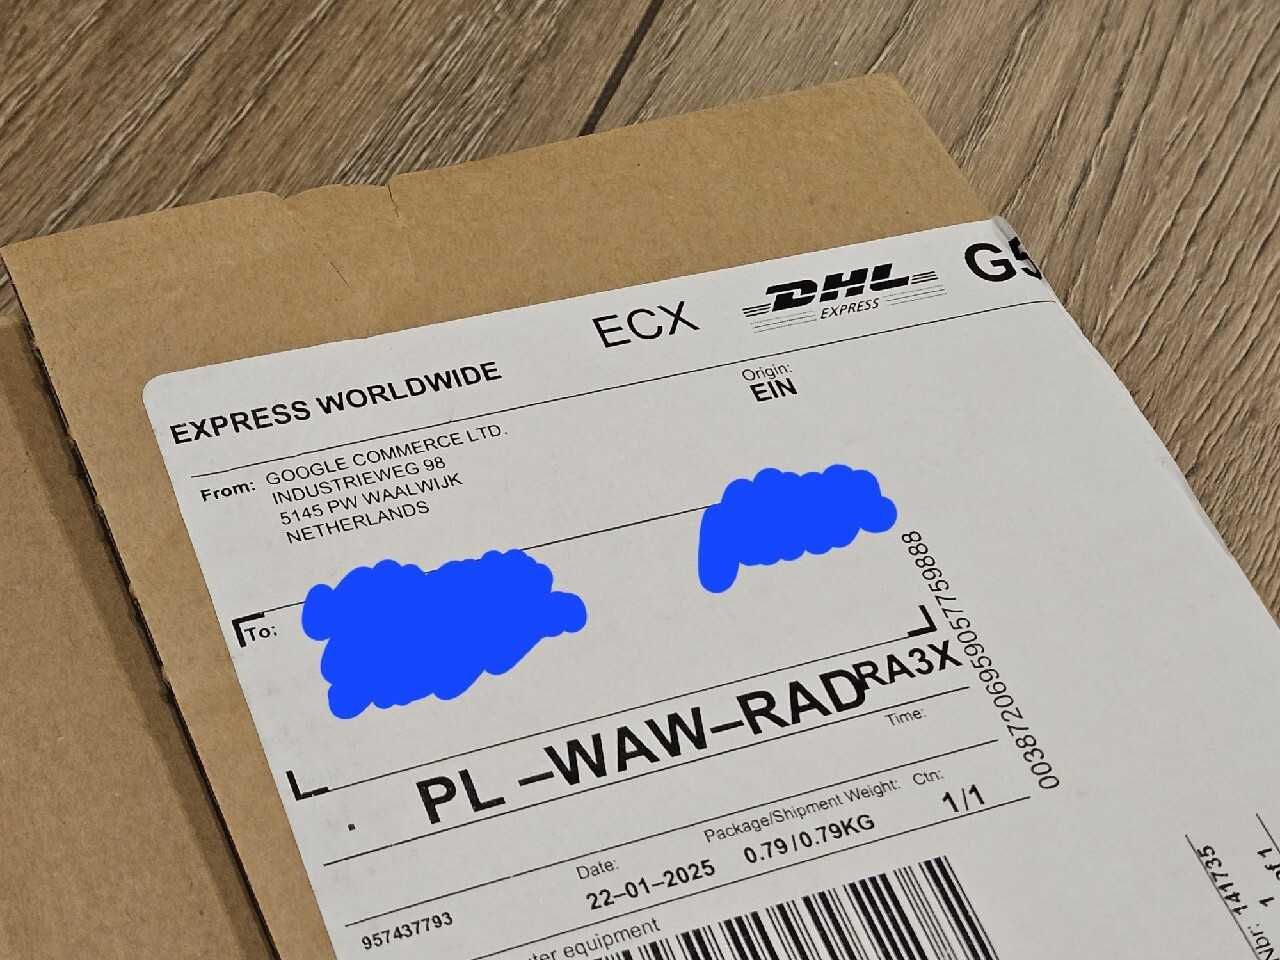 EXPRESS WORLDWIDE
ECX
DHL
EXPRESS
From: GOOGLE COMMERCE LTD.
INDUSTRIEWEG 98
5145 PW WAALWIJK
NETHERLANDS
Origin:
EIN
To:
PL –WAW–RAD
RA3X
Time:
Date:
22–01–2025
Package/Shipment Weight:
0.79/0.79KG
Ctn:
1/1
957437793
equipment
00387206959057759888
141735